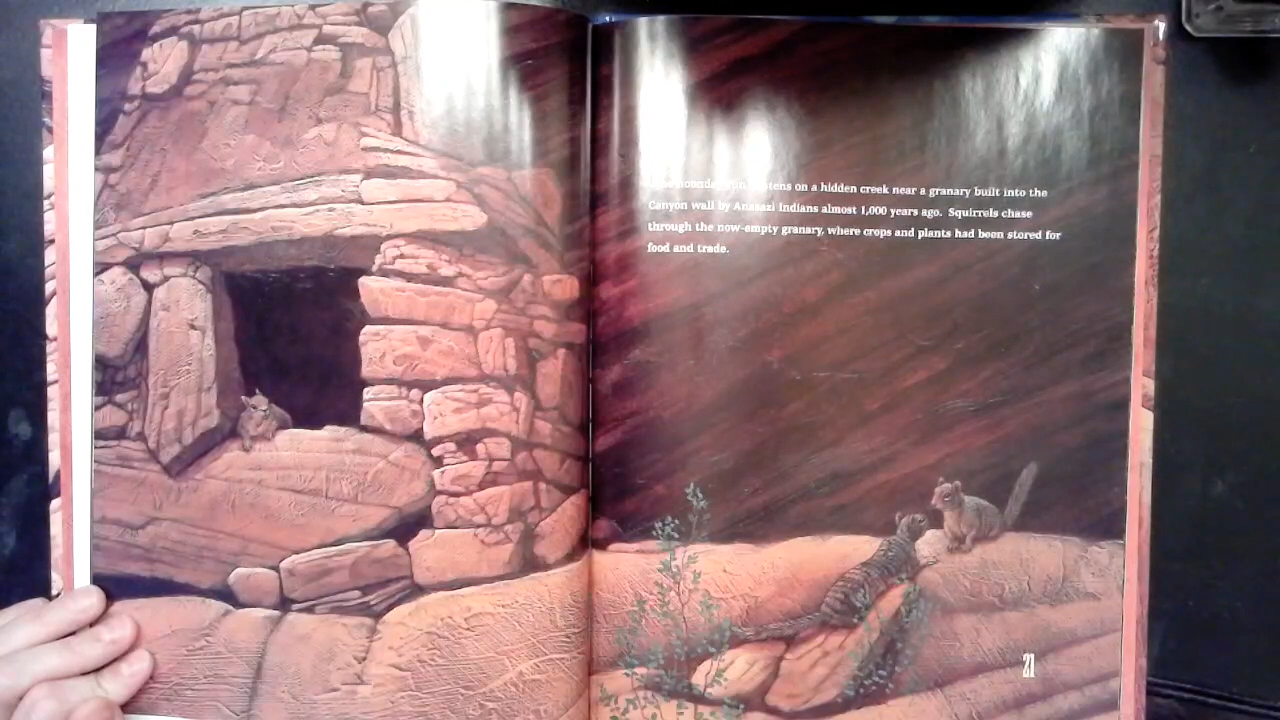 on a hidden creek near a granary built into the
Canyon wall by Anasazi Indians almost 1,000 years ago. Squirrels chase
through the now-empty granary, where crops and plants had been stored for
food and trade.
21